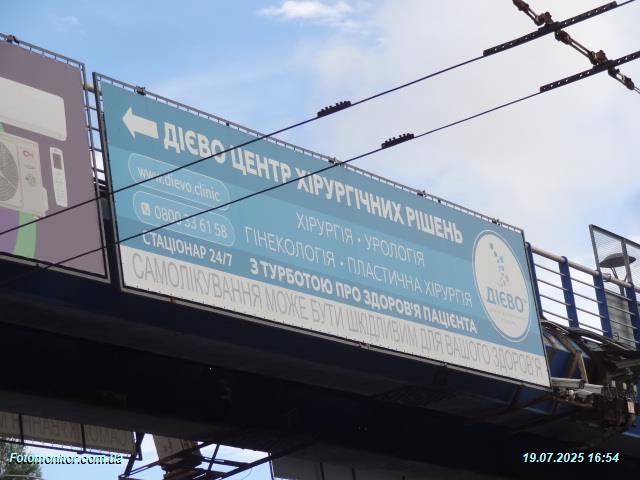 ДІЄВО ЦЕНТР ХІРУРГІЧНИХ РІШЕНЬ
www.dievo.clinic
0800 33 61 58
СТАЦІОНАР 24/7
ХІРУРГІЯ • УРОЛОГІЯ
ГІНЕКОЛОГІЯ • ПЛАСТИЧНА ХІРУРГІЯ
З ТУРБОТОЮ ПРО ЗДОРОВ'Я ПАЦІЄНТА
ДІЄВО
САМОЛІКУВАННЯ МОЖЕ БУТИ ШКІДЛИВИМ ДЛЯ ВАШОГО ЗДОРОВ'Я
Fotomonitor.com.ua
19.07.2025 16:54